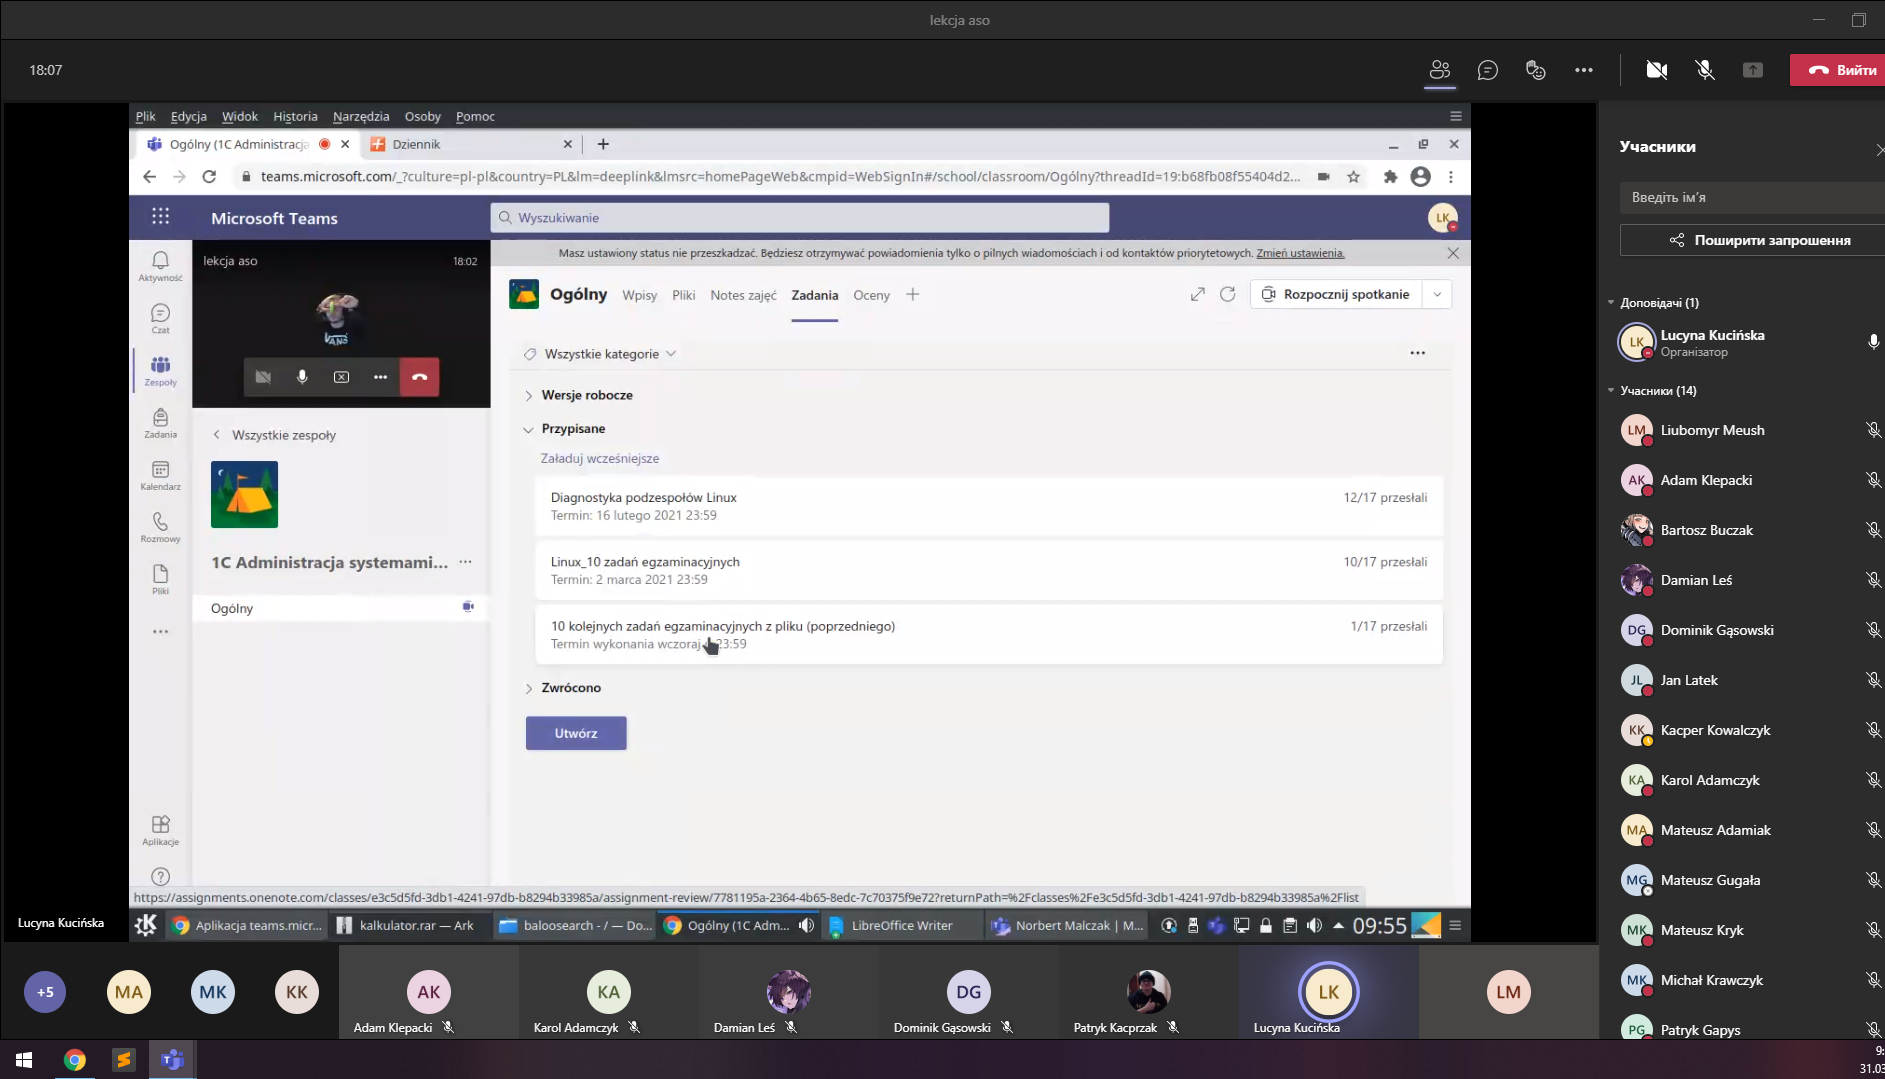 lekcja aso
18:07
Вийти
Plik Edycja Widok Historia Narzędzia Osoby Pomoc
Ogólny (1C Administracja
Dziennik
teams.microsoft.com/_?culture=pl-pl&country=PL&lm=deeplink&lmsrc=homePageWeb&cmpid=WebSignIn#/school/classroom/Ogólny?threadId=19:b68fb08f55404d2...
Microsoft Teams
Wyszukiwanie
LK
Masz ustawiony status nie przeszkadzać. Będziesz otrzymywać powiadomienia tylko o pilnych wiadomościach i od kontaktów priorytetowych. Zmień ustawienia.
Aktywność
Czat
Zespoły
Zadania
Kalendarz
Rozmowy
Pliki
Aplikacje
lekcja aso 18:02
VANS
Wszystkie zespoły
1C Administracja systemami...
Ogólny
Ogólny Wpisy Pliki Notes zajęć Zadania Oceny
Rozpocznij spotkanie
Wszystkie kategorie
Wersje robocze
Przypisane
Załaduj wcześniejsze
Diagnostyka podzespołów Linux 12/17 przesłali
Termin: 16 lutego 2021 23:59
Linux_10 zadań egzaminacyjnych 10/17 przesłali
Termin: 2 marca 2021 23:59
10 kolejnych zadań egzaminacyjnych z pliku (poprzedniego) 1/17 przesłali
Termin wykonania wczoraj 23:59
Zwrócono
Utwórz
https://assignments.onenote.com/classes/e3c5d5fd-3db1-4241-97db-b8294b33985a/assignment-review/7781195a-2364-4b65-8edc-7c70375f9e72?returnPath=%2Fclasses%2Fe3c5d5fd-3db1-4241-97db-b8294b33985a%2Flist
Aplikacja teams.micr...
kalkulator.rar — Ark
baloosearch - / — Do...
Ogólny (1C Adm...
LibreOffice Writer
Norbert Malczak | M...
09:55
Lucyna Kucińska
Учасники
Введіть ім'я
Поширити запрошення
Доповідачі (1)
LK Lucyna Kucińska
Організатор
Учасники (14)
LM Liubomyr Meush
AK Adam Klepacki
Bartosz Buczak
Damian Leś
DG Dominik Gąsowski
JL Jan Latek
KK Kacper Kowalczyk
KA Karol Adamczyk
MA Mateusz Adamiak
MG Mateusz Gugała
MK Mateusz Kryk
MK Michał Krawczyk
PG Patryk Gapys
+5
MA
MK
KK
AK
Adam Klepacki
KA
Karol Adamczyk
Damian Leś
DG
Dominik Gąsowski
Patryk Kacprzak
LK
Lucyna Kucińska
LM
9:
31.03